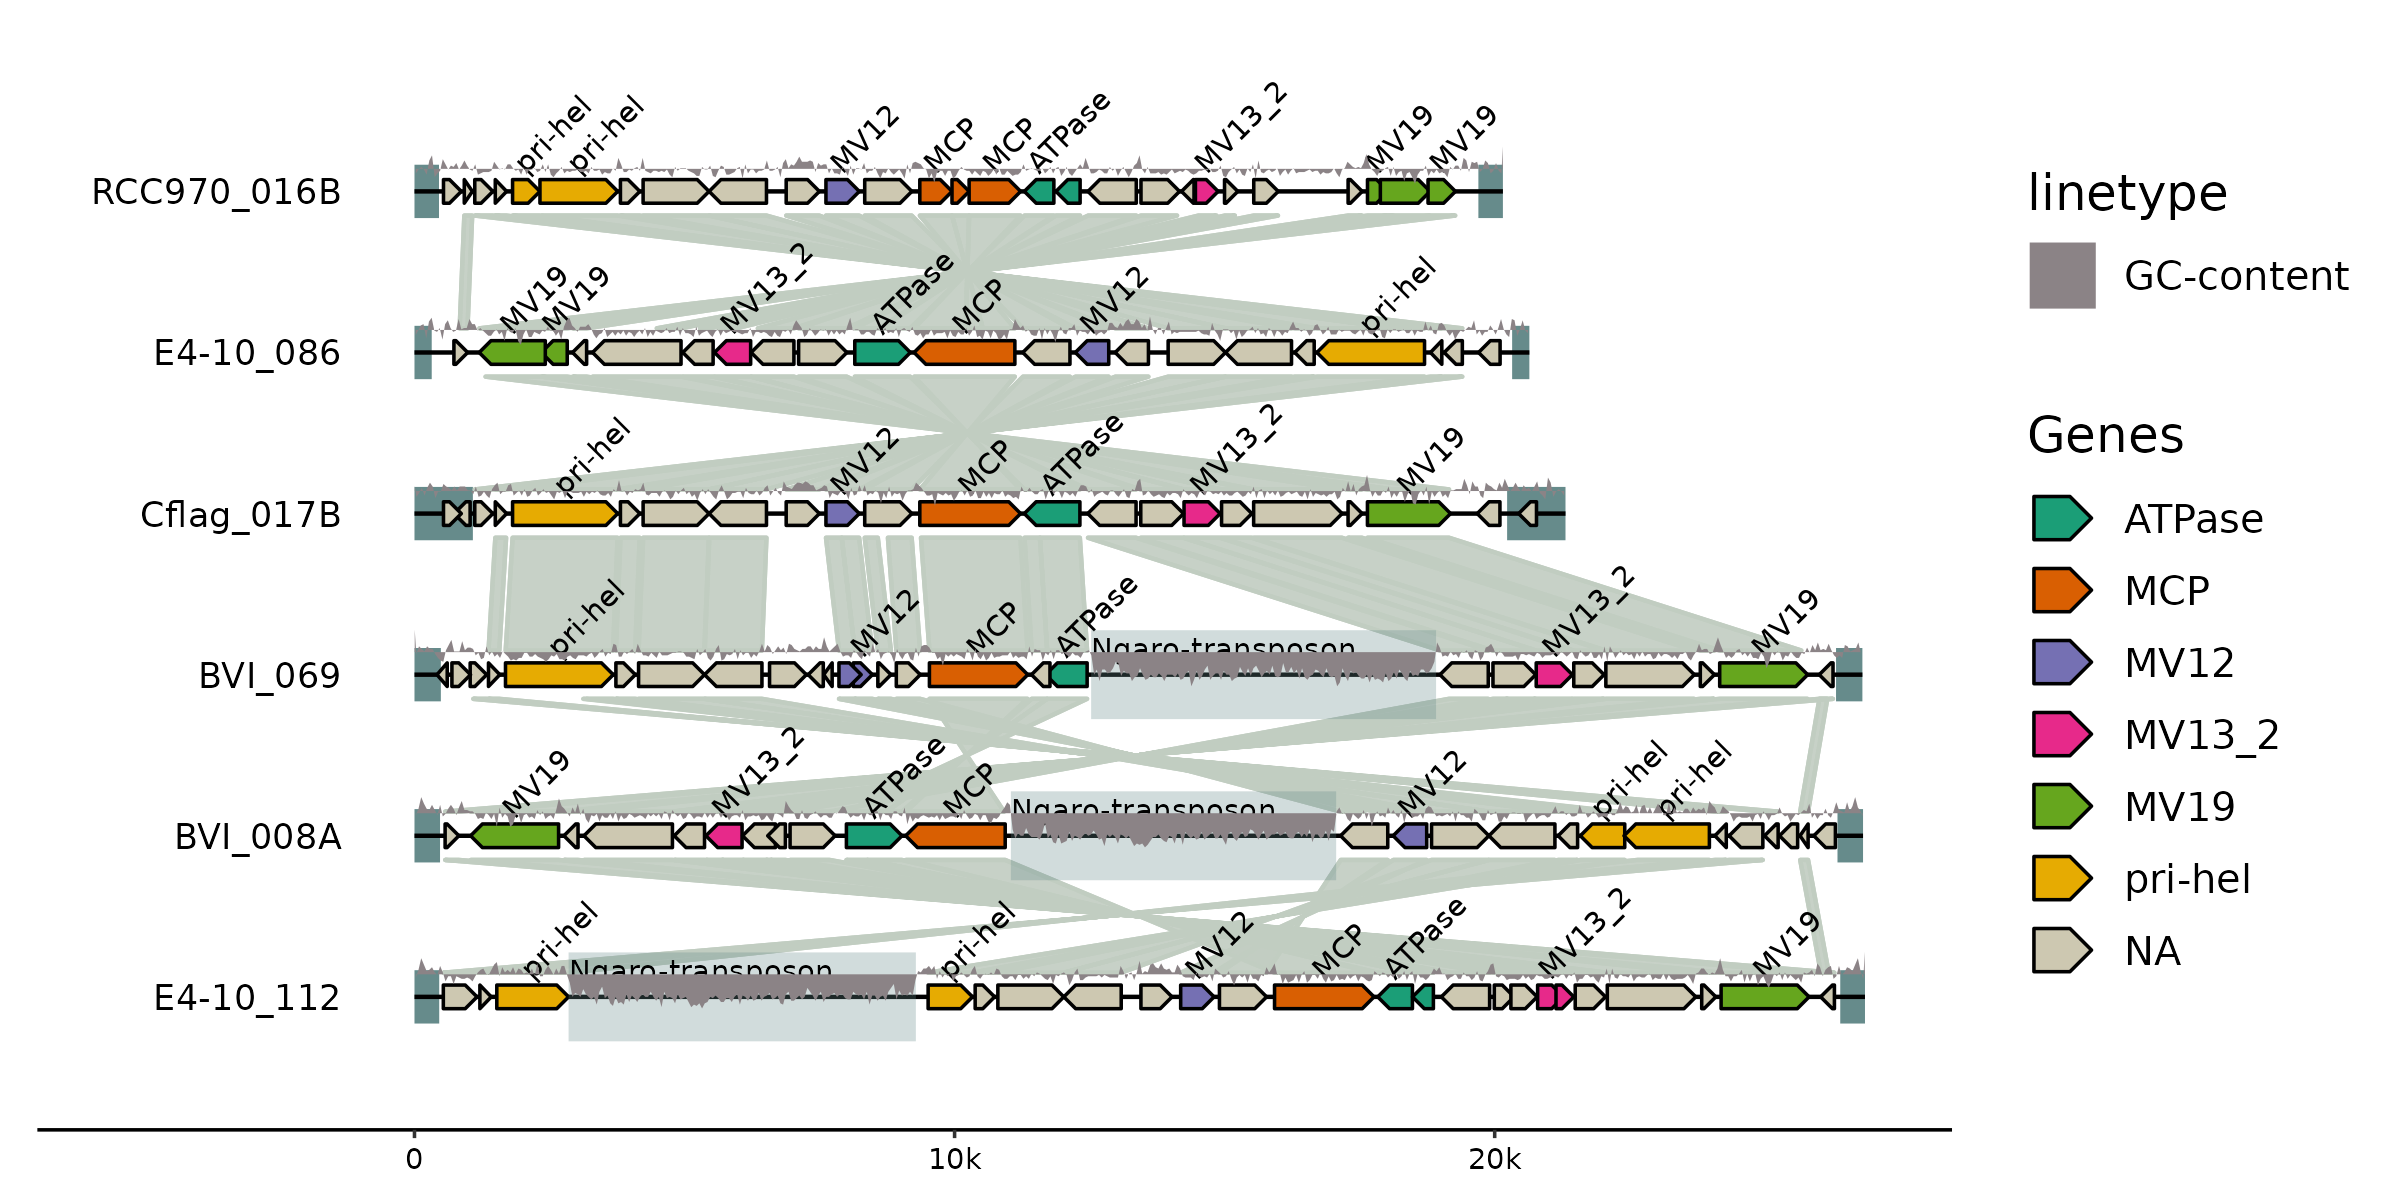 RCC970_016B
pri-hel
pri-hel
MV12
MCP
MCP
ATPase
MV13_2
MV19
MV19
E4-10_086
MV19
MV19
MV13_2
ATPase
MCP
MV12
pri-hel
Cflag_017B
pri-hel
MV12
MCP
ATPase
MV13_2
MV19
BVI_069
pri-hel
MV12
MCP
ATPase
Ngaro-transposon
MV13_2
MV19
BVI_008A
MV19
MV13_2
ATPase
MCP
Ngaro-transposon
MV12
pri-hel
pri-hel
E4-10_112
pri-hel
Ngaro-transposon
pri-hel
MV12
MCP
ATPase
MV13_2
MV19
0
10k
20k
linetype
GC-content
Genes
ATPase
MCP
MV12
MV13_2
MV19
pri-hel
NA